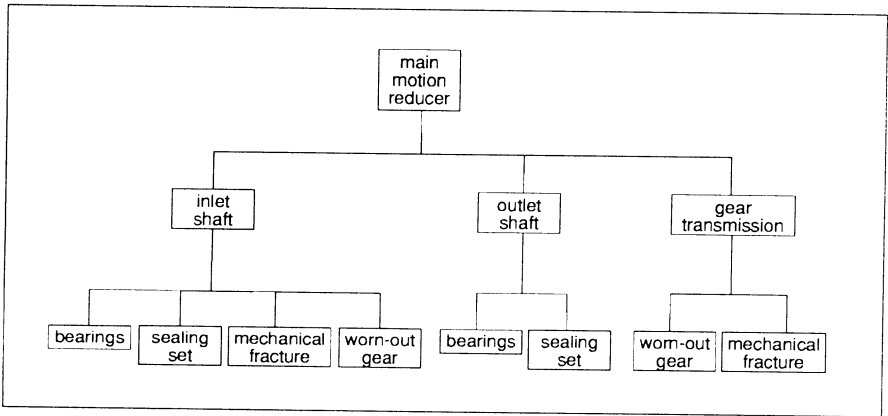 main
motion
reducer
inlet
shaft
outlet
shaft
gear
transmission
bearings
sealing
set
mechanical
fracture
worn-out
gear
bearings
sealing
set
worn-out
gear
mechanical
fracture